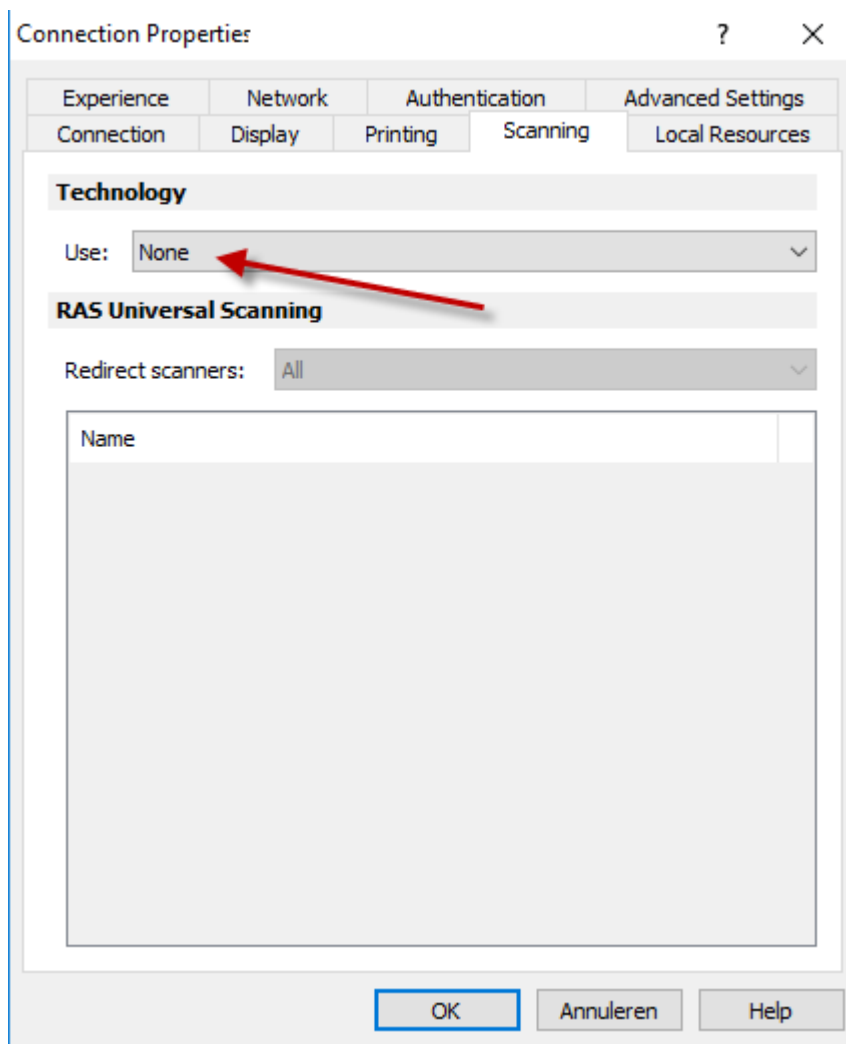 Connection Properties
Experience Network Authentication Advanced Settings
Connection Display Printing Scanning Local Resources
Technology
Use: None
RAS Universal Scanning
Redirect scanners: All
Name
OK Annuleren Help